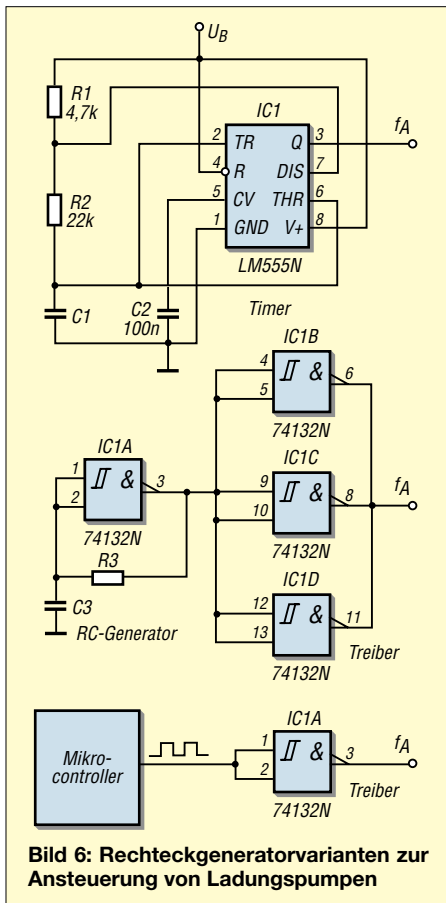 U_B
R1
4,7k
IC1
2 TR Q 3 f_A
4 R DIS 7
5 CV THR 6
1 GND V+ 8
R2
22k
LM555N
C1
C2
100n
Timer
IC1B
4
5
& 6
74132N
IC1A
1
2
& 3
74132N
IC1C
9
10
& 8 f_A
74132N
R3
C3
RC-Generator
IC1D
12
13
& 11
74132N
Treiber
Mikro-
controller
IC1A
1
2
& 3 f_A
74132N
Treiber
Bild 6: Rechteckgeneratorvarianten zur
Ansteuerung von Ladungspumpen